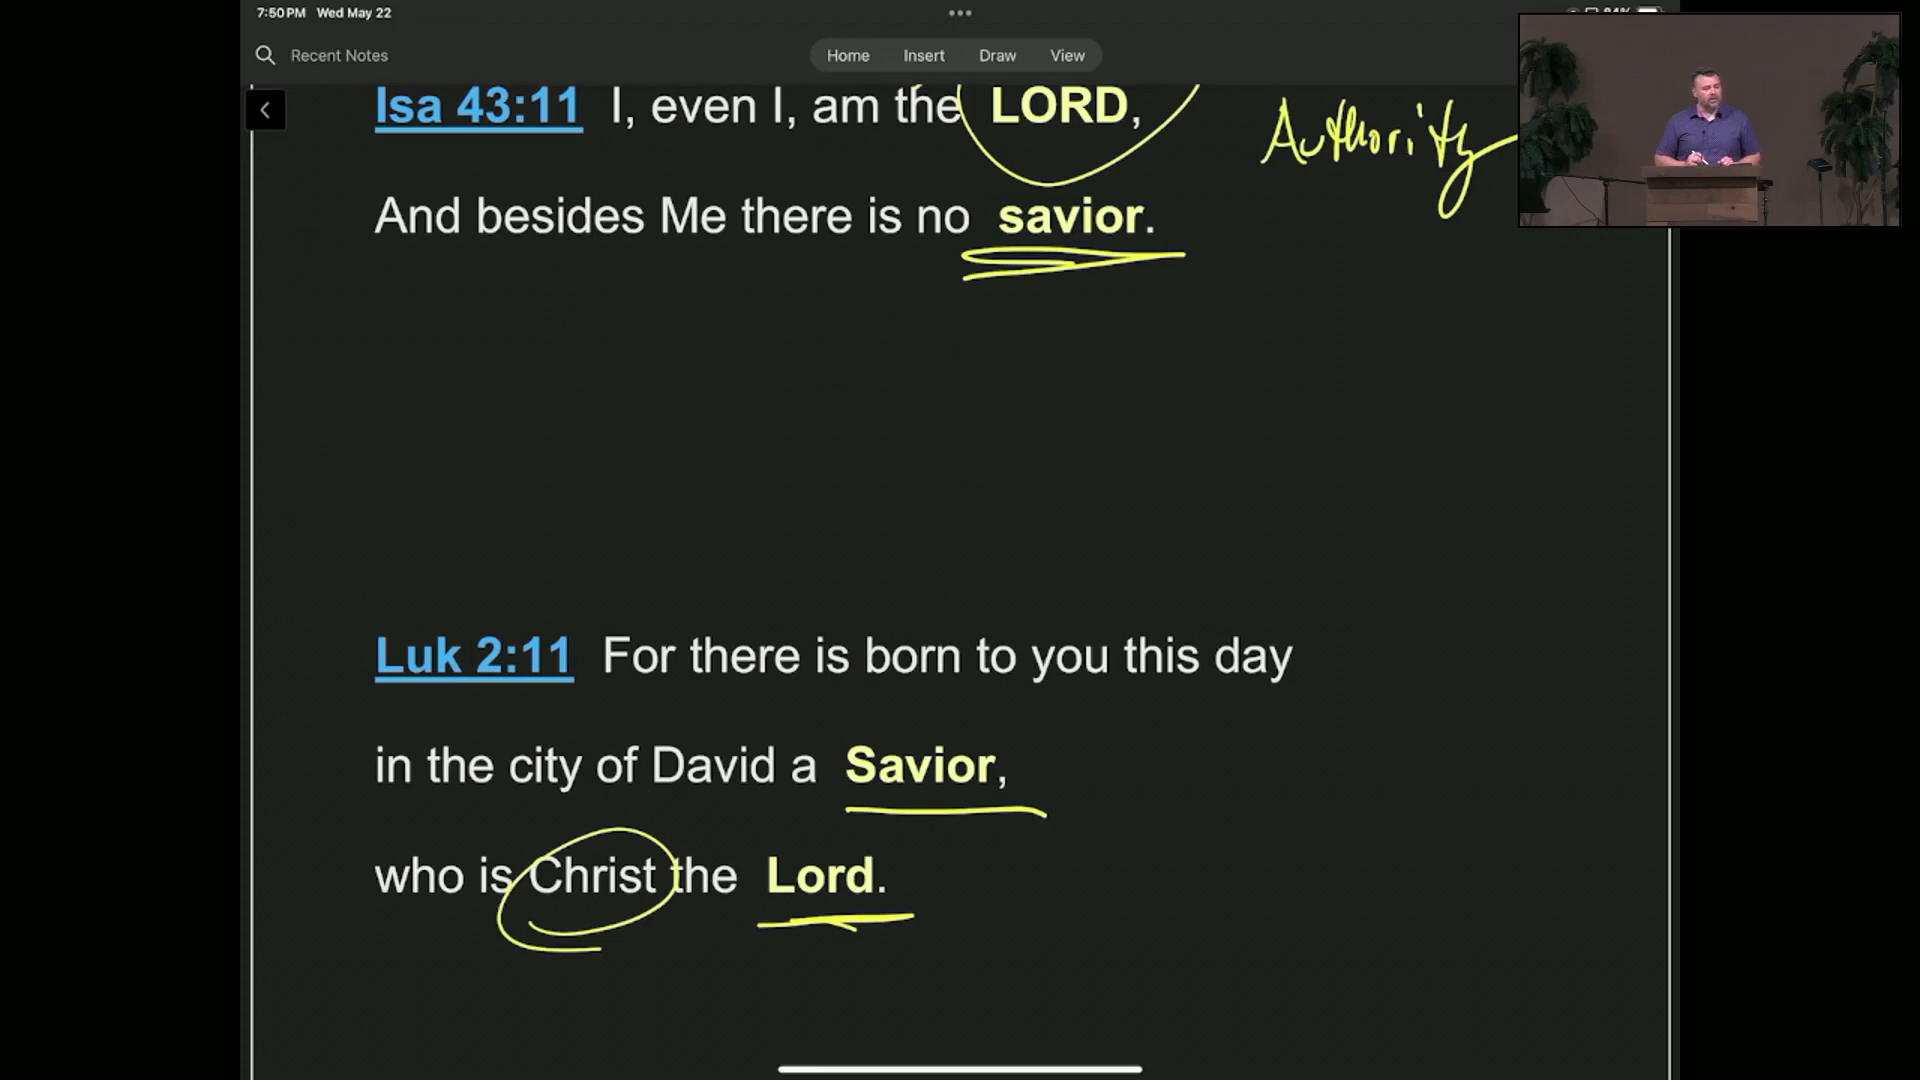 7:50 PM Wed May 22
Recent Notes
Home Insert Draw View
Isa 43:11 I, even I, am the LORD,
Authority
And besides Me there is no savior.
Luk 2:11 For there is born to you this day
in the city of David a Savior,
who is Christ the Lord.